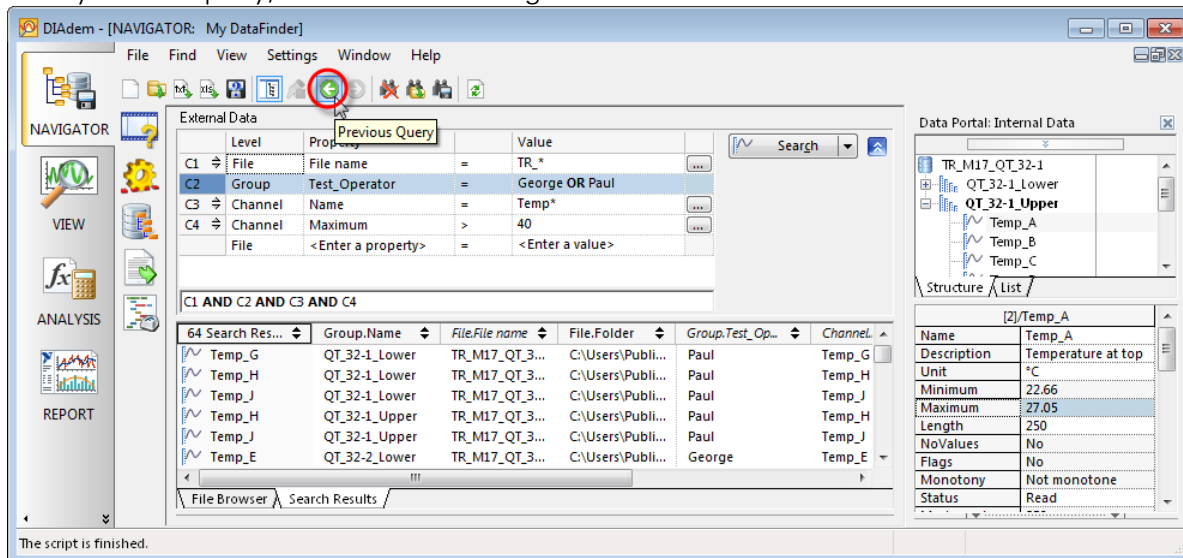 DIAdem - [NAVIGATOR: My DataFinder]
File Find View Settings Window Help
NAVIGATOR
VIEW
ANALYSIS
REPORT
External Data
Previous Query
Level Property Value
C1 File File name = TR_* ...
C2 Group Test_Operator = George OR Paul
C3 Channel Name = Temp* ...
C4 Channel Maximum > 40 ...
File <Enter a property> = <Enter a value>
Search
C1 AND C2 AND C3 AND C4
64 Search Res... Group.Name File.File name File.Folder Group.Test_Op... Channel.
Temp_G QT_32-1_Lower TR_M17_QT_3... C:\Users\Publi... Paul Temp_G
Temp_H QT_32-1_Lower TR_M17_QT_3... C:\Users\Publi... Paul Temp_H
Temp_J QT_32-1_Lower TR_M17_QT_3... C:\Users\Publi... Paul Temp_J
Temp_H QT_32-1_Upper TR_M17_QT_3... C:\Users\Publi... Paul Temp_H
Temp_J QT_32-1_Upper TR_M17_QT_3... C:\Users\Publi... Paul Temp_J
Temp_E QT_32-2_Lower TR_M17_QT_3... C:\Users\Publi... George Temp_E
File Browser Search Results
Data Portal: Internal Data
TR_M17_QT_32-1
QT_32-1_Lower
QT_32-1_Upper
Temp_A
Temp_B
Temp_C
Structure List
[2]/Temp_A
Name Temp_A
Description Temperature at top
Unit °C
Minimum 22.66
Maximum 27.05
Length 250
NoValues No
Flags No
Monotony Not monotone
Status Read
The script is finished.